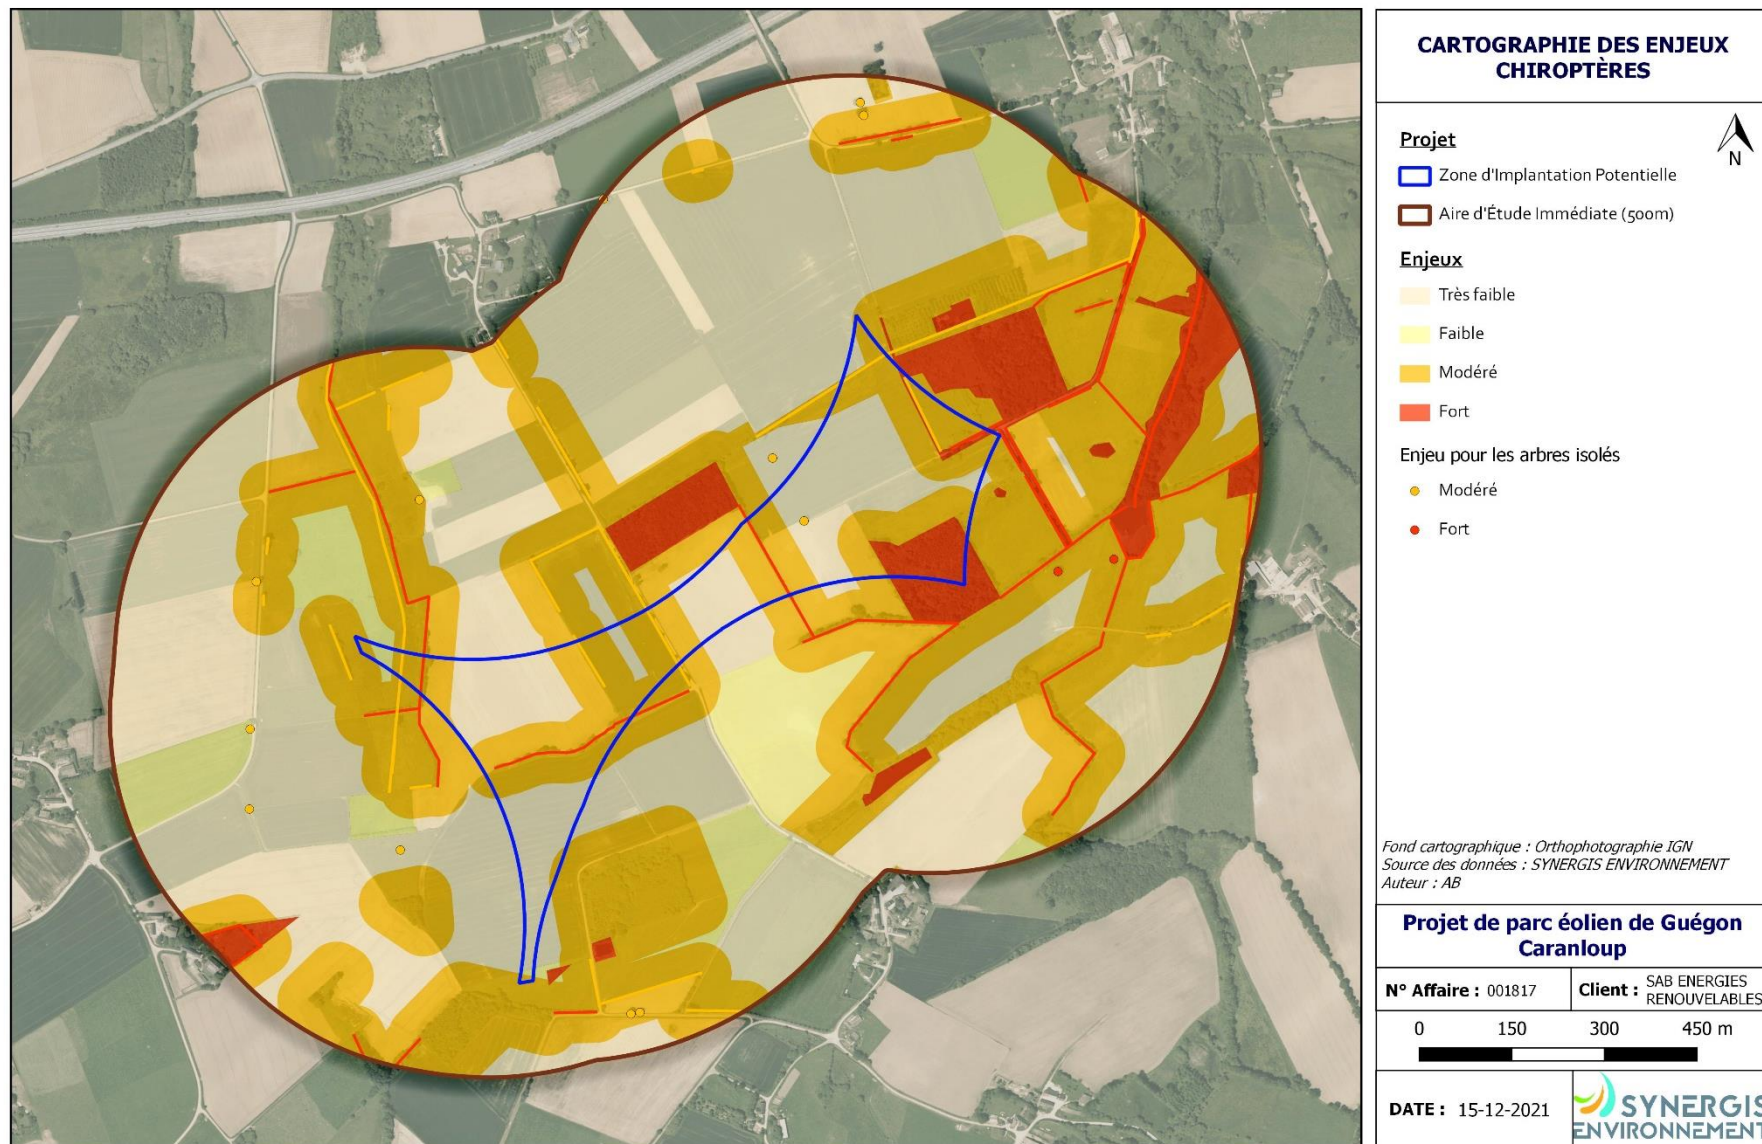 CARTOGRAPHIE DES ENJEUX
CHIROPTÈRES
N
Projet
Zone d'Implantation Potentielle
Aire d'Étude Immédiate (500m)
Enjeux
Très faible
Faible
Modéré
Fort
Enjeu pour les arbres isolés
Modéré
Fort
Fond cartographique : Orthophotographie IGN
Source des données : SYNERGIS ENVIRONNEMENT
Auteur : AB
Projet de parc éolien de Guégon
Caranloup
N° Affaire : 001817
Client : SAB ENERGIES
RENOUVELABLES
0 150 300 450 m
DATE : 15-12-2021
SYNERGIS
ENVIRONNEMENT